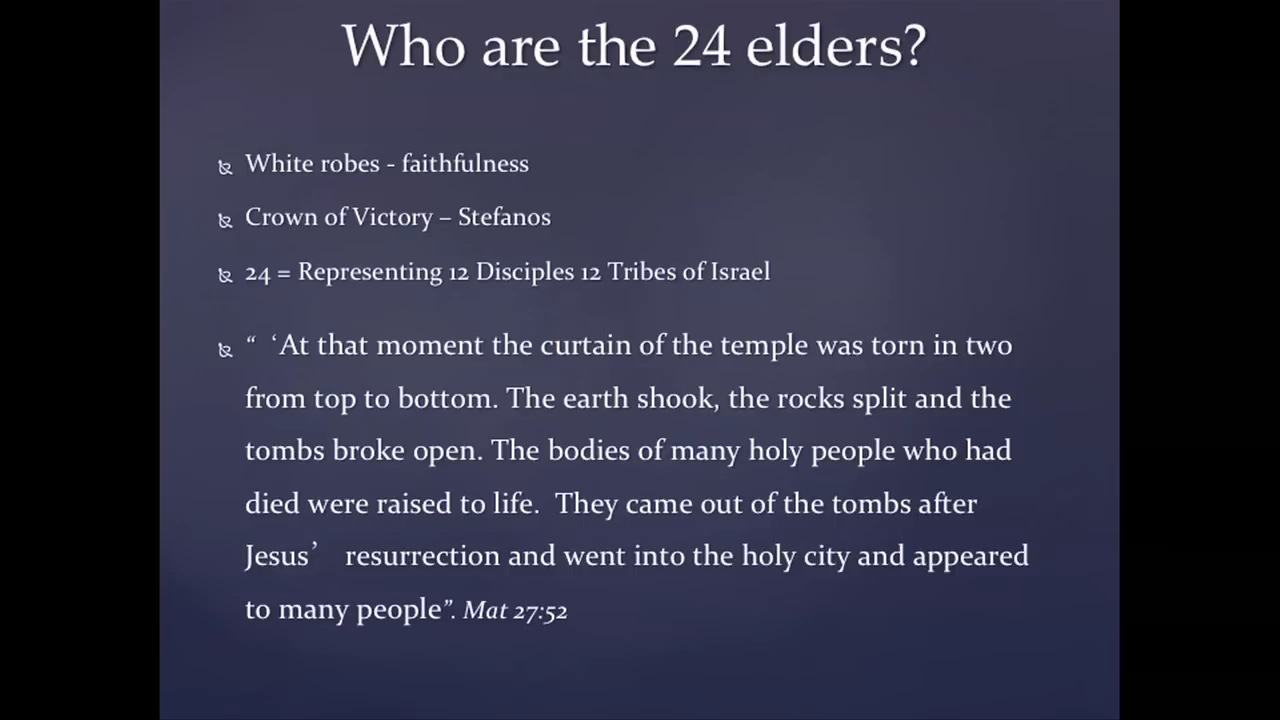 Who are the 24 elders?
White robes - faithfulness
Crown of Victory – Stefanos
24 = Representing 12 Disciples 12 Tribes of Israel
“ ‘At that moment the curtain of the temple was torn in two
from top to bottom. The earth shook, the rocks split and the
tombs broke open. The bodies of many holy people who had
died were raised to life.  They came out of the tombs after
Jesus’ resurrection and went into the holy city and appeared
to many people”. Mat 27:52